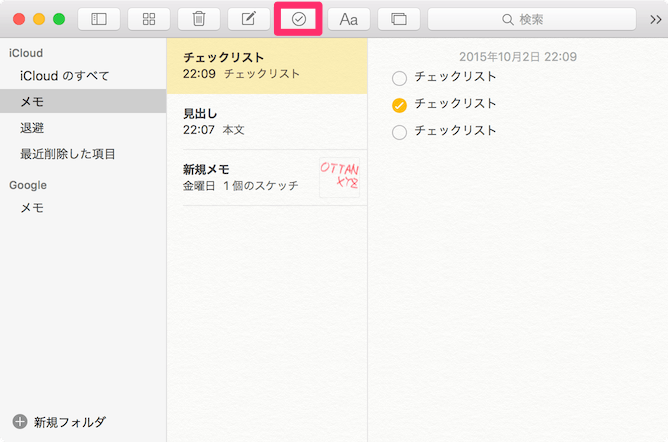 Aa
検索
iCloud
iCloud のすべて
メモ
退避
最近削除した項目
Google
メモ
新規フォルダ
チェックリスト
22:09 チェックリスト
見出し
22:07 本文
新規メモ
金曜日 1 個のスケッチ
OTTAN
XYZ
2015年10月2日 22:09
チェックリスト
チェックリスト
チェックリスト